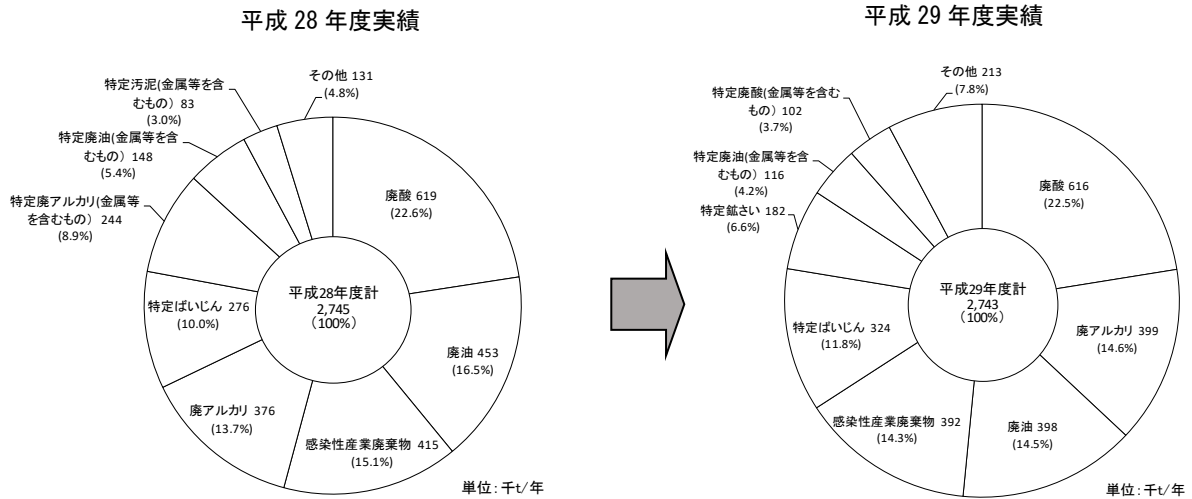 平成 28 年度実績
その他 131
(4.8%)
特定汚泥(金属等を含
むもの) 83
(3.0%)
特定廃油(金属等を含
むもの) 148
(5.4%)
特定廃アルカリ(金属等
を含むもの) 244
(8.9%)
特定ばいじん 276
(10.0%)
廃アルカリ 376
(13.7%)
感染性産業廃棄物 415
(15.1%)
廃油 453
(16.5%)
廃酸 619
(22.6%)
平成28年度計
2,745
(100%)
単位:千t/年
平成 29 年度実績
その他 213
(7.8%)
特定廃酸(金属等を含む
もの) 102
(3.7%)
特定廃油(金属等を含
むもの) 116
(4.2%)
特定鉱さい 182
(6.6%)
特定ばいじん 324
(11.8%)
感染性産業廃棄物 392
(14.3%)
廃油 398
(14.5%)
廃アルカリ 399
(14.6%)
廃酸 616
(22.5%)
平成29年度計
2,743
(100%)
単位:千t/年